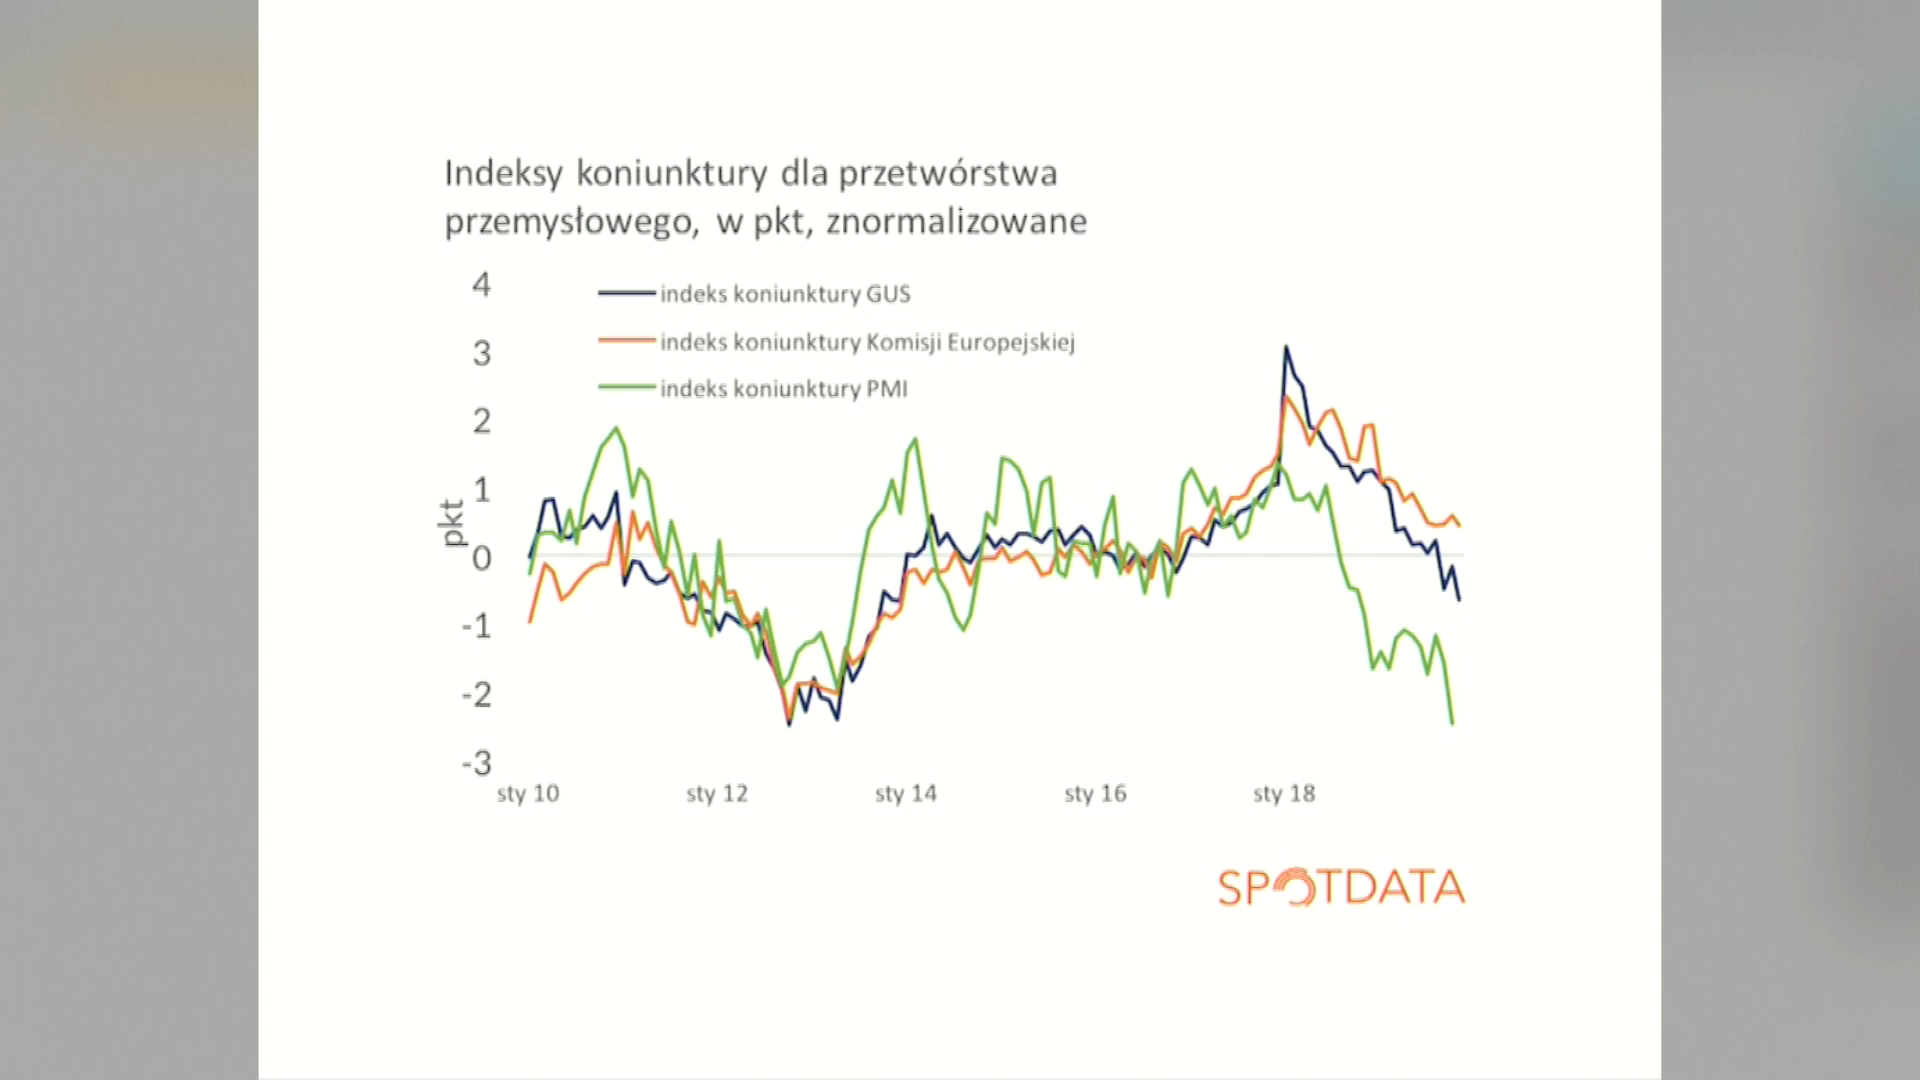 Indeksy koniunktury dla przetwórstwa
przemysłowego, w pkt, znormalizowane
4
3
2
1
0
-1
-2
-3
pkt
indeks koniunktury GUS
indeks koniunktury Komisji Europejskiej
indeks koniunktury PMI
sty 10
sty 12
sty 14
sty 16
sty 18
SPOTDATA